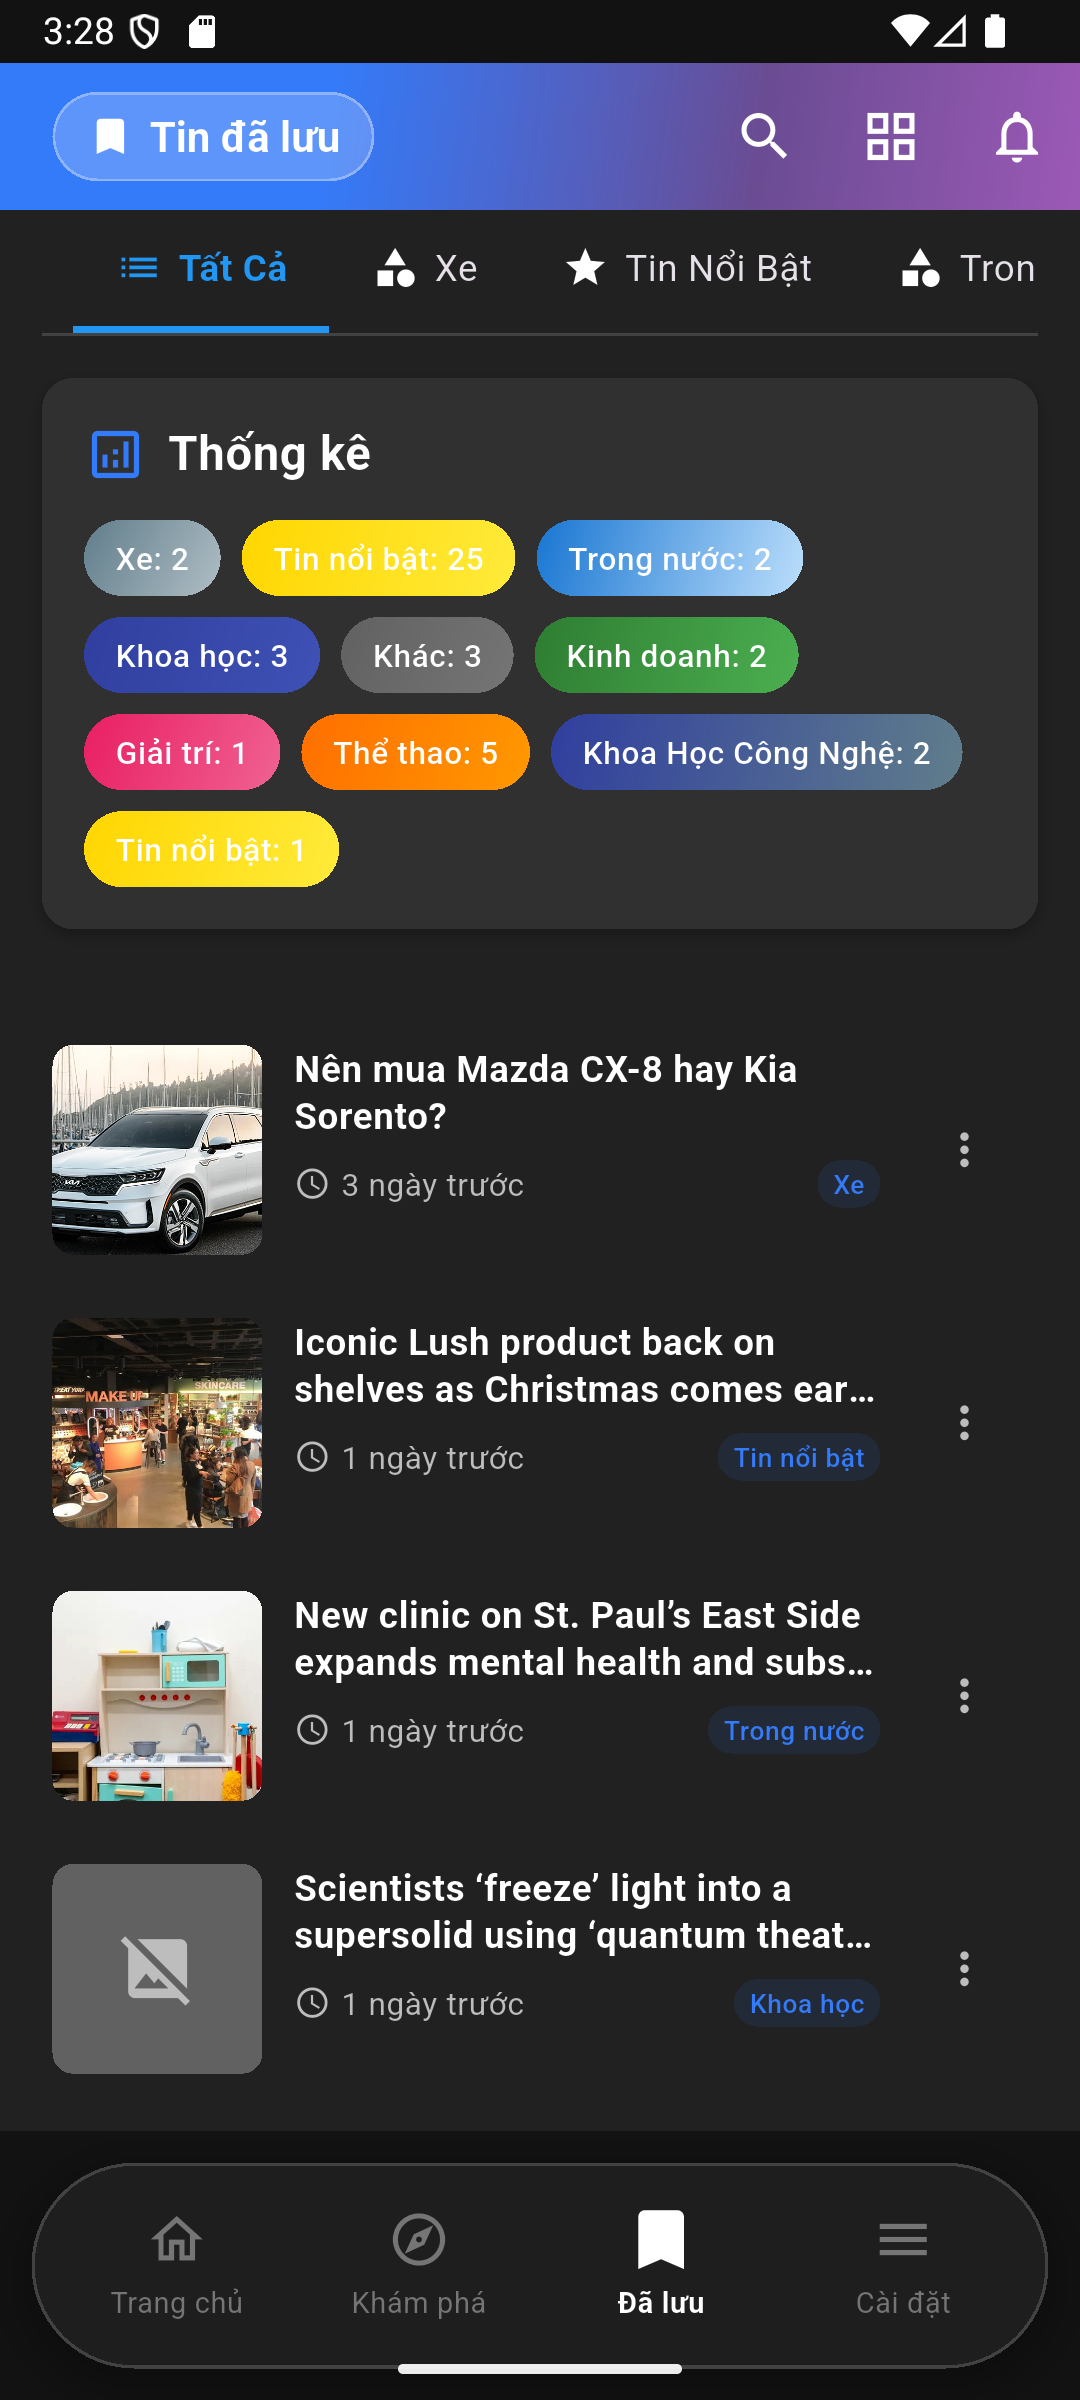 3:28
Tin đã lưu
Tất Cả
Xe
Tin Nổi Bật
Tron
Thống kê
Xe: 2
Tin nổi bật: 25
Trong nước: 2
Khoa học: 3
Khác: 3
Kinh doanh: 2
Giải trí: 1
Thể thao: 5
Khoa Học Công Nghệ: 2
Tin nổi bật: 1
Nên mua Mazda CX-8 hay Kia
Sorento?
3 ngày trước
Xe
MAKE UP
SKINCARE
Iconic Lush product back on
shelves as Christmas comes ear…
1 ngày trước
Tin nổi bật
New clinic on St. Paul’s East Side
expands mental health and subs…
1 ngày trước
Trong nước
Scientists ‘freeze’ light into a
supersolid using ‘quantum theat…
1 ngày trước
Khoa học
Trang chủ
Khám phá
Đã lưu
Cài đặt